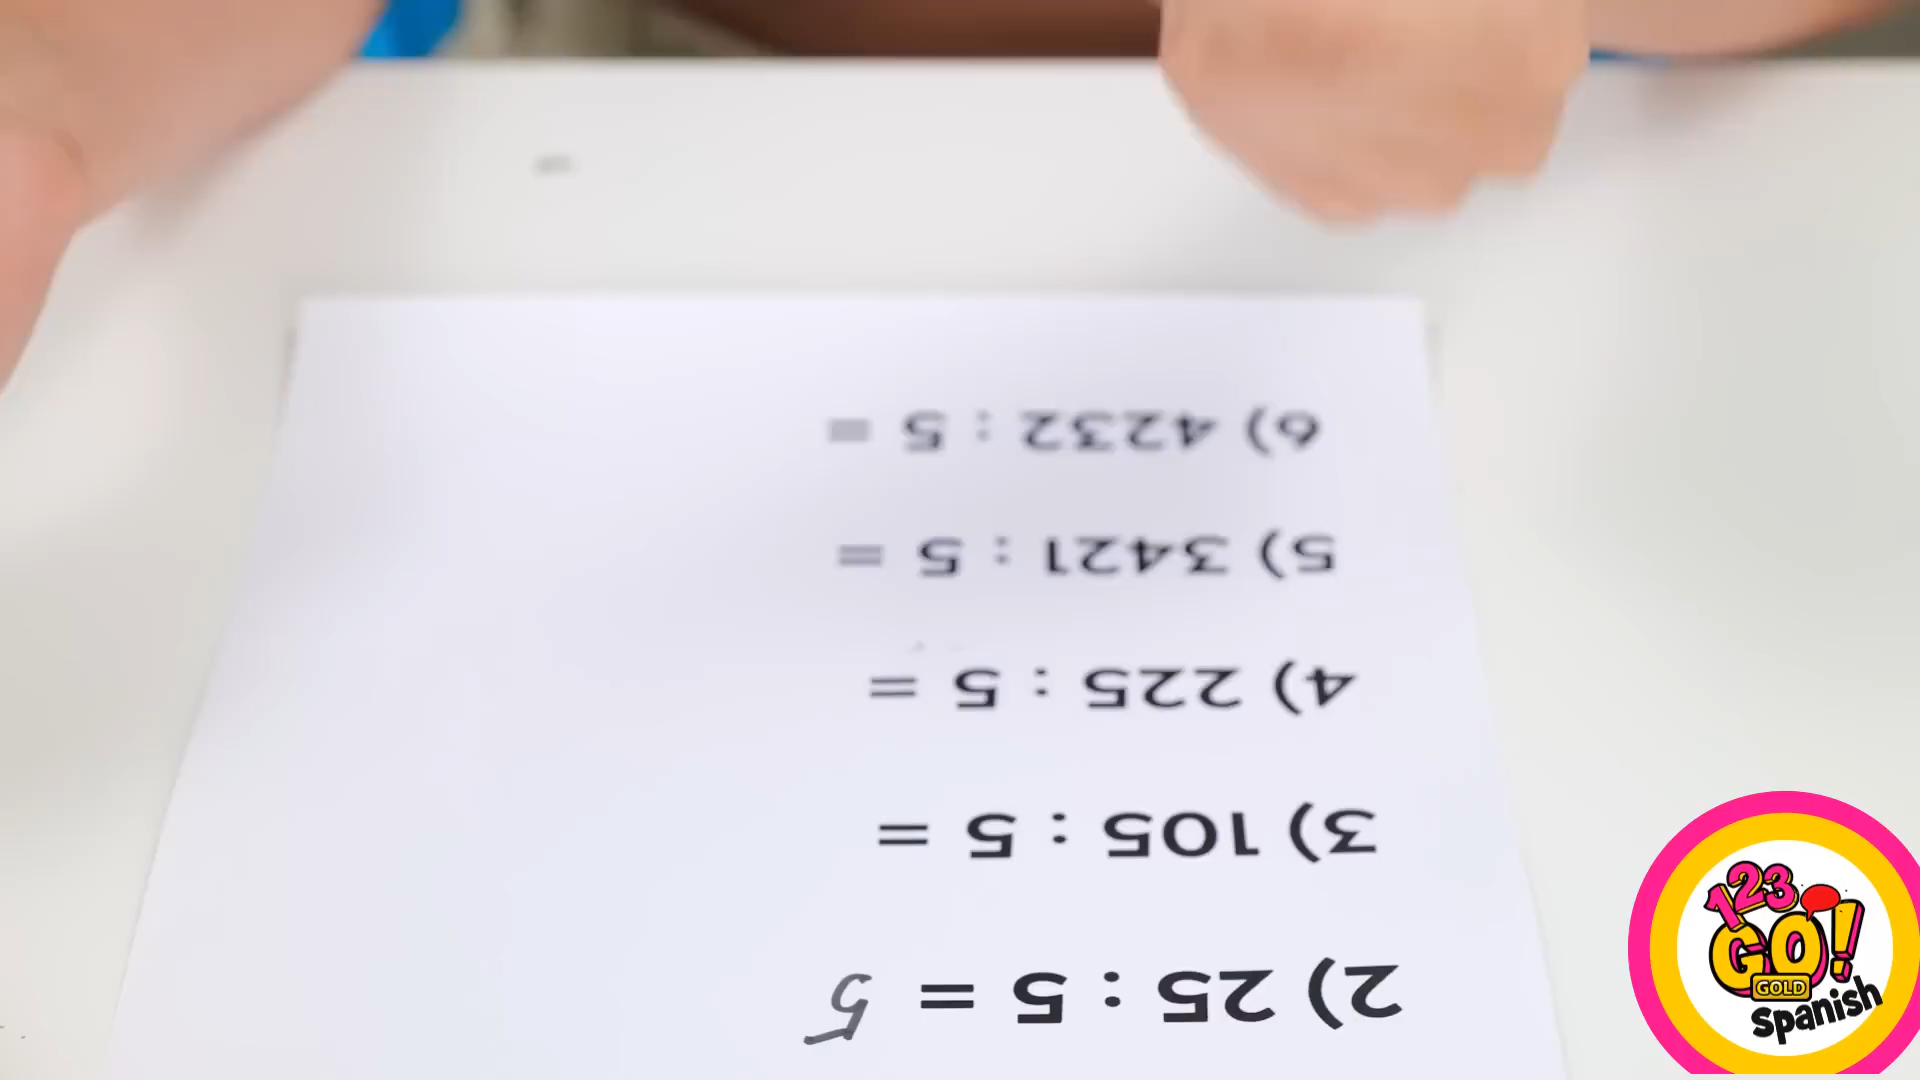 2) 25 : 5 = 5
3) 105 : 5 =
4) 225 : 5 =
5) 3421 : 5 =
6) 4232 : 5 =
123
GO!
GOLD
Spanish